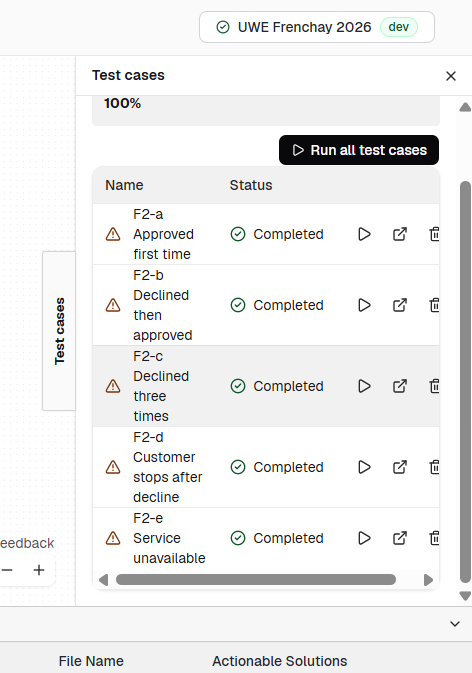 UWE Frenchay 2026 dev
Test cases
100%
Run all test cases
Name Status
F2-a
Approved
first time
Completed
F2-b
Declined
then
approved
Completed
F2-c
Declined
three
times
Completed
F2-d
Customer
stops after
decline
Completed
F2-e
Service
unavailable
Completed
Test cases
eedback
File Name Actionable Solutions